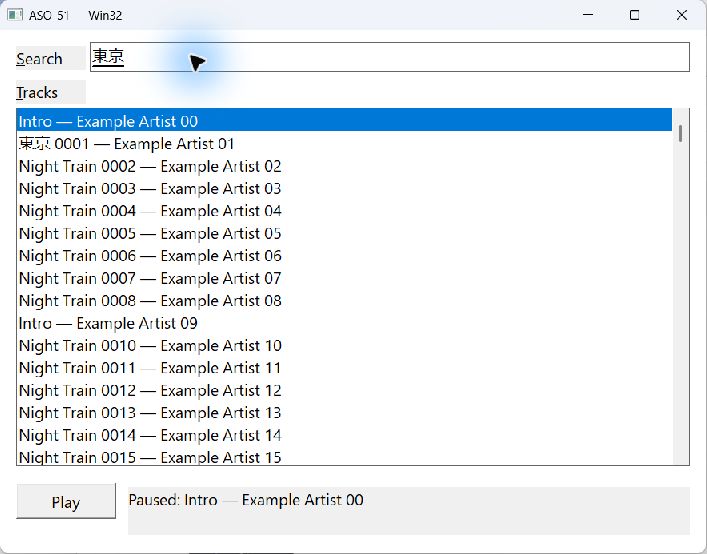 ASO-51 — Win32
Search
東京
Tracks
Intro — Example Artist 00
東京 0001 — Example Artist 01
Night Train 0002 — Example Artist 02
Night Train 0003 — Example Artist 03
Night Train 0004 — Example Artist 04
Night Train 0005 — Example Artist 05
Night Train 0006 — Example Artist 06
Night Train 0007 — Example Artist 07
Night Train 0008 — Example Artist 08
Intro — Example Artist 09
Night Train 0010 — Example Artist 10
Night Train 0011 — Example Artist 11
Night Train 0012 — Example Artist 12
Night Train 0013 — Example Artist 13
Night Train 0014 — Example Artist 14
Night Train 0015 — Example Artist 15
Play
Paused: Intro — Example Artist 00